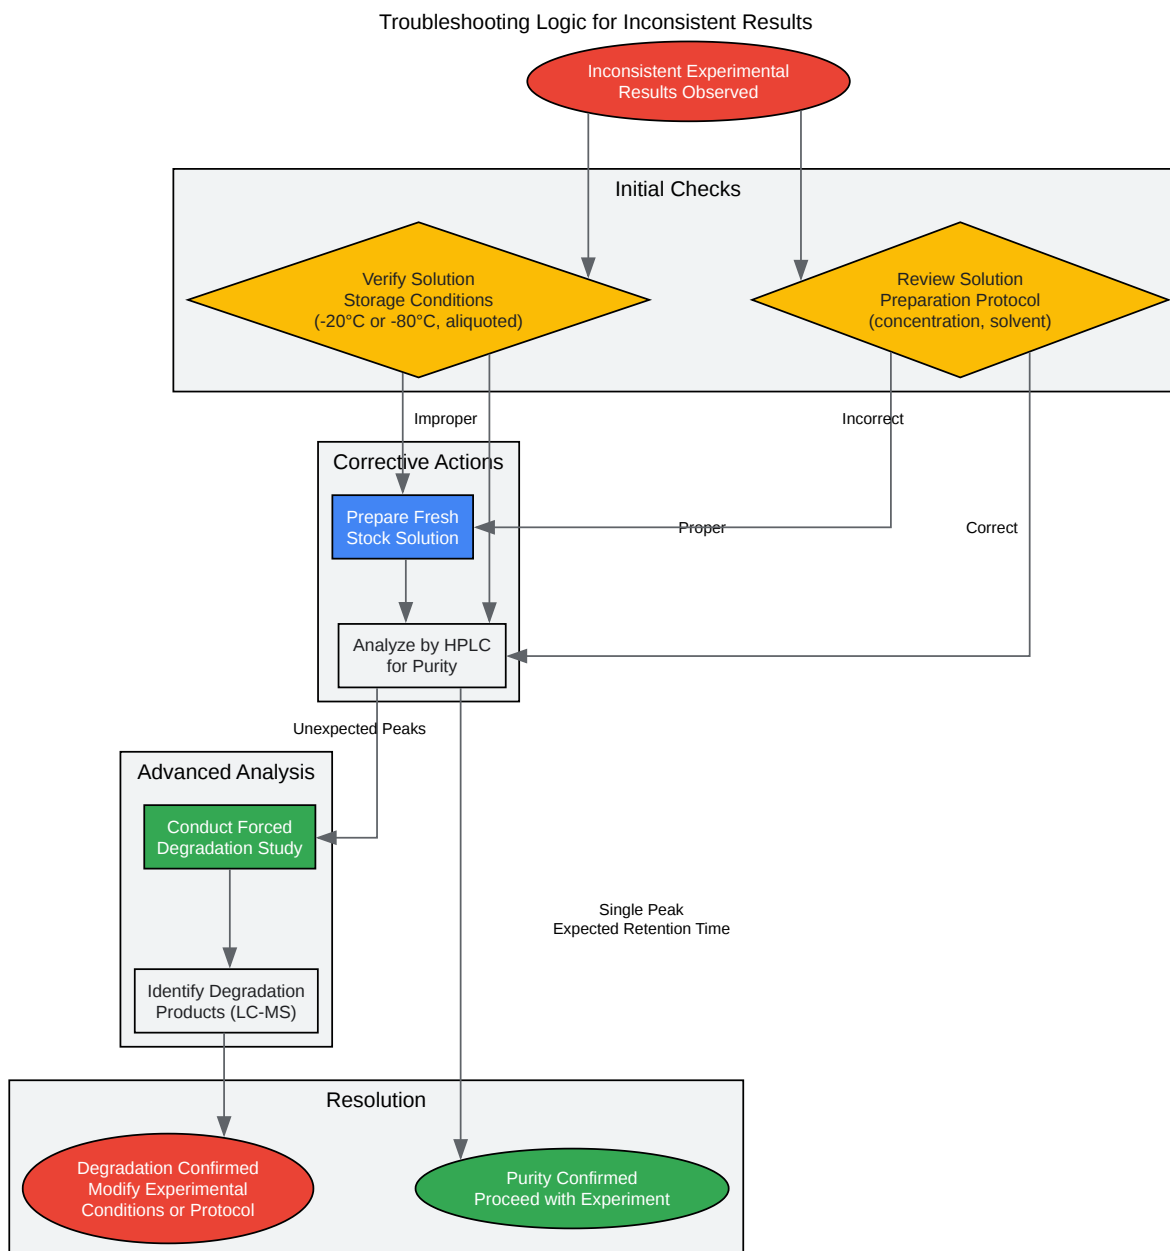 Troubleshooting Logic for Inconsistent Results
Inconsistent Experimental
Results Observed
Initial Checks
Verify Solution
Storage Conditions
(-20°C or -80°C, aliquoted)
Review Solution
Preparation Protocol
(concentration, solvent)
Improper
Incorrect
Corrective Actions
Prepare Fresh
Stock Solution
Proper
Correct
Analyze by HPLC
for Purity
Unexpected Peaks
Advanced Analysis
Conduct Forced
Degradation Study
Single Peak
Expected Retention Time
Identify Degradation
Products (LC-MS)
Resolution
Degradation Confirmed
Modify Experimental
Conditions or Protocol
Purity Confirmed
Proceed with Experiment